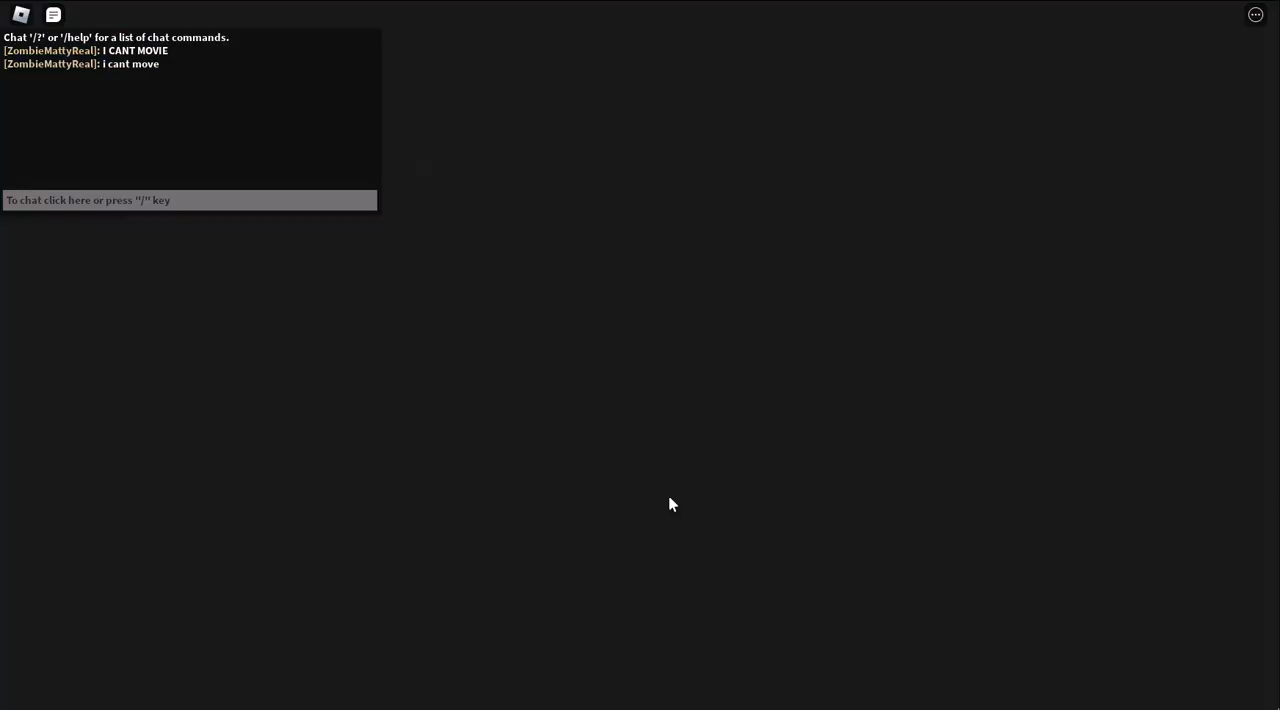 Chat '/?' or '/help' for a list of chat commands.
[ZombieMattyReal]: I CANT MOVIE
[ZombieMattyReal]: i cant move
To chat click here or press "/" key